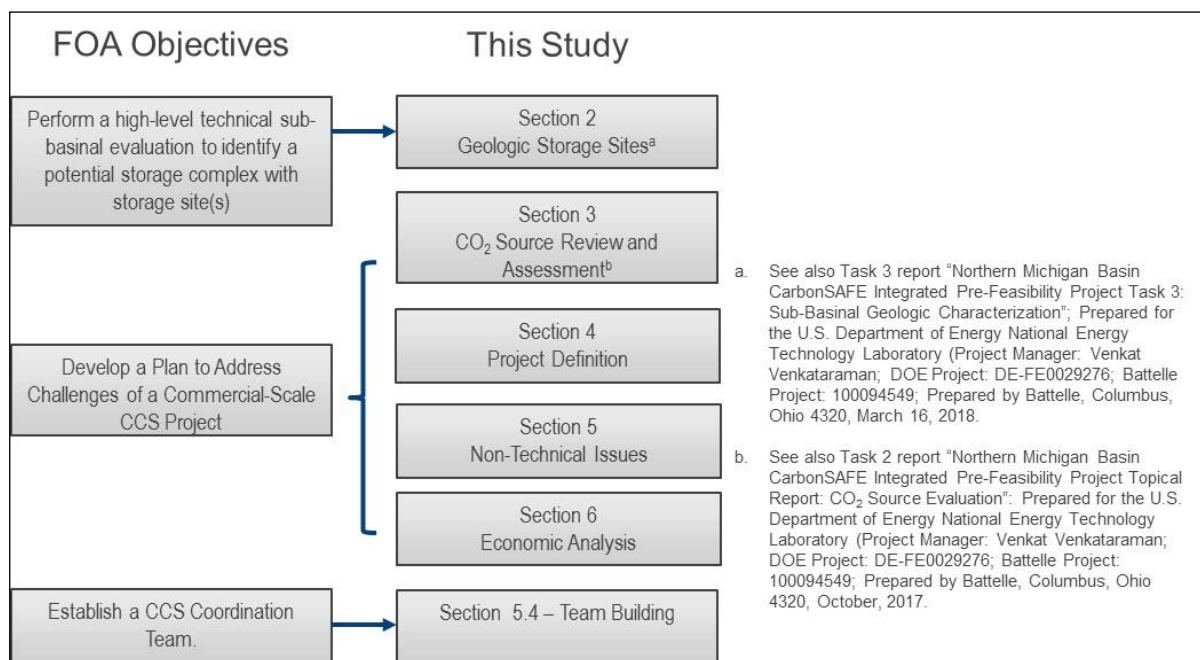 FOA Objectives
This Study
Perform a high-level technical sub-
basinal evaluation to identify a
potential storage complex with
storage site(s)
Section 2
Geologic Storage Sitesᵃ
Section 3
CO₂ Source Review and
Assessmentᵇ
Develop a Plan to Address
Challenges of a Commercial-Scale
CCS Project
Section 4
Project Definition
Section 5
Non-Technical Issues
Section 6
Economic Analysis
Establish a CCS Coordination
Team.
Section 5.4 – Team Building
a. See also Task 3 report “Northern Michigan Basin
CarbonSAFE Integrated Pre-Feasibility Project Task 3:
Sub-Basinal Geologic Characterization”; Prepared for
the U.S. Department of Energy National Energy
Technology Laboratory (Project Manager: Venkat
Venkataraman; DOE Project: DE-FE0029276; Battelle
Project: 100094549; Prepared by Battelle, Columbus,
Ohio 4320, March 16, 2018.
b. See also Task 2 report “Northern Michigan Basin
CarbonSAFE Integrated Pre-Feasibility Project Topical
Report: CO₂ Source Evaluation”: Prepared for the U.S.
Department of Energy National Energy Technology
Laboratory (Project Manager: Venkat Venkataraman;
DOE Project: DE-FE0029276; Battelle Project:
100094549; Prepared by Battelle, Columbus, Ohio
4320, October, 2017.